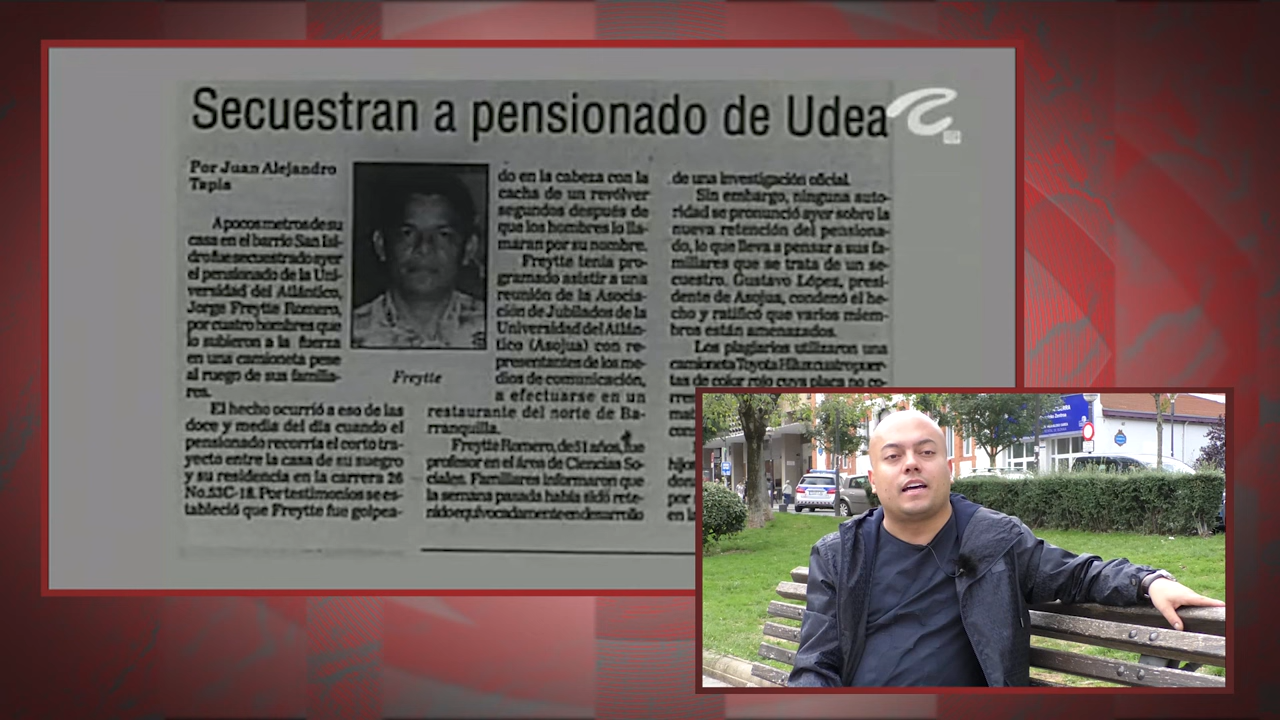 Secuestran a pensionado de Udea
Por Juan Alejandro
Tapia
A pocos metros de su
casa en el barrio San Isi-
dro fue secuestrado ayer
el pensionado de la Uni-
versidad del Atlántico,
Jorge Freytte Romero,
por cuatro hombres que
lo subieron a la fuerza
en una camioneta pese
al ruego de sus familia-
res.
El hecho ocurrió a eso de las
doce y media del día cuando el
pensionado recorría el corto tra-
yecto entre la casa de su suegro
y su residencia en la carrera 26
No.53C-18. Por testimonios se es-
tableció que Freytte fue golpea-
Freytte
do en la cabeza con la
cacha de un revólver
segundos después de
que los hombres lo lla-
maran por su nombre.
Freytte tenía pro-
gramado asistir a una
reunión de la Asocia-
ción de Jubilados de la
Universidad del Atlán-
tico (Asojua) con re-
presentantes de los me-
dios de comunicación,
a efectuarse en un
restaurante del norte de Ba-
rranquilla.
Freytte Romero, de 51 años, fue
profesor en el Área de Ciencias So-
ciales. Familiares informaron que
la semana pasada había sido rete-
nido equivocadamente en desarrollo
de una investigación oficial.
Sin embargo, ninguna auto-
ridad se pronunció ayer sobre la
nueva retención del pensiona-
do, lo que lleva a pensar a sus fa-
miliares que se trata de un se-
cuestro. Gustavo López, presi-
dente de Asojua, condenó el he-
cho y ratificó que varios miem-
bros están amenazados.
Los plagiarios utilizaron una
camioneta Toyota Hilux cuatro puer-
tas de color rojo cuya placa no co-